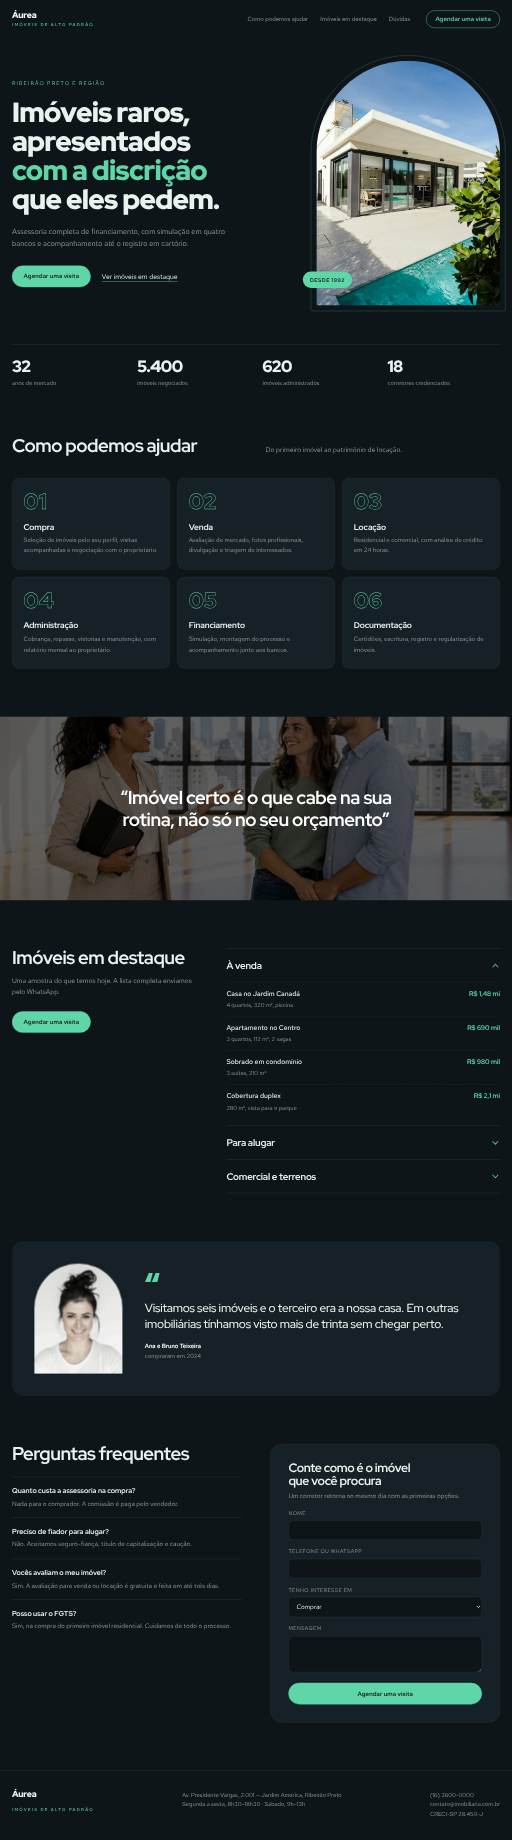 Áurea
IMÓVEIS DE ALTO PADRÃO
Como podemos ajudar
Imóveis em destaque
Dúvidas
Agendar uma visita
RIBEIRÃO PRETO E REGIÃO
Imóveis raros,
apresentados
com a discrição
que eles pedem.
Assessoria completa de financiamento, com simulação em quatro
bancos e acompanhamento até o registro em cartório.
Agendar uma visita
Ver imóveis em destaque
DESDE 1992
32
anos de mercado
5.400
imóveis negociados
620
imóveis administrados
18
corretores credenciados
Como podemos ajudar
Do primeiro imóvel ao patrimônio de locação.
01
Compra
Seleção de imóveis pelo seu perfil, visitas
acompanhadas e negociação com o proprietário.
02
Venda
Avaliação de mercado, fotos profissionais,
divulgação e triagem de interessados.
03
Locação
Residencial e comercial, com análise de crédito
em 24 horas.
04
Administração
Cobrança, repasse, vistorias e manutenção, com
relatório mensal ao proprietário.
05
Financiamento
Simulação, montagem do processo e
acompanhamento junto aos bancos.
06
Documentação
Certidões, escritura, registro e regularização de
imóveis.
“Imóvel certo é o que cabe na sua
rotina, não só no seu orçamento”
Imóveis em destaque
Uma amostra do que temos hoje. A lista completa enviamos
pelo WhatsApp.
Agendar uma visita
À venda
Casa no Jardim Canadá
R$ 1,48 mi
4 quartos, 320 m², piscina
Apartamento no Centro
R$ 690 mil
3 quartos, 112 m², 2 vagas
Sobrado em condomínio
R$ 980 mil
3 suítes, 210 m²
Cobertura duplex
R$ 2,1 mi
280 m², vista para o parque
Para alugar
Comercial e terrenos
“
Visitamos seis imóveis e o terceiro era a nossa casa. Em outras
imobiliárias tínhamos visto mais de trinta sem chegar perto.
Ana e Bruno Teixeira
compraram em 2024
Perguntas frequentes
Quanto custa a assessoria na compra?
Nada para o comprador. A comissão é paga pelo vendedor.
Preciso de fiador para alugar?
Não. Aceitamos seguro-fiança, título de capitalização e caução.
Vocês avaliam o meu imóvel?
Sim. A avaliação para venda ou locação é gratuita e feita em até três dias.
Posso usar o FGTS?
Sim, na compra do primeiro imóvel residencial. Cuidamos de todo o processo.
Conte como é o imóvel
que você procura
Um corretor retorna no mesmo dia com as primeiras opções.
NOME
TELEFONE OU WHATSAPP
TENHO INTERESSE EM
Comprar
MENSAGEM
Agendar uma visita
Áurea
IMÓVEIS DE ALTO PADRÃO
Av. Presidente Vargas, 2.001 — Jardim América, Ribeirão Preto
Segunda a sexta, 8h30–18h30 · Sábado, 9h–13h
(16) 3600-0000
contato@imobiliaria.com.br
CRECI-SP 28.450-J